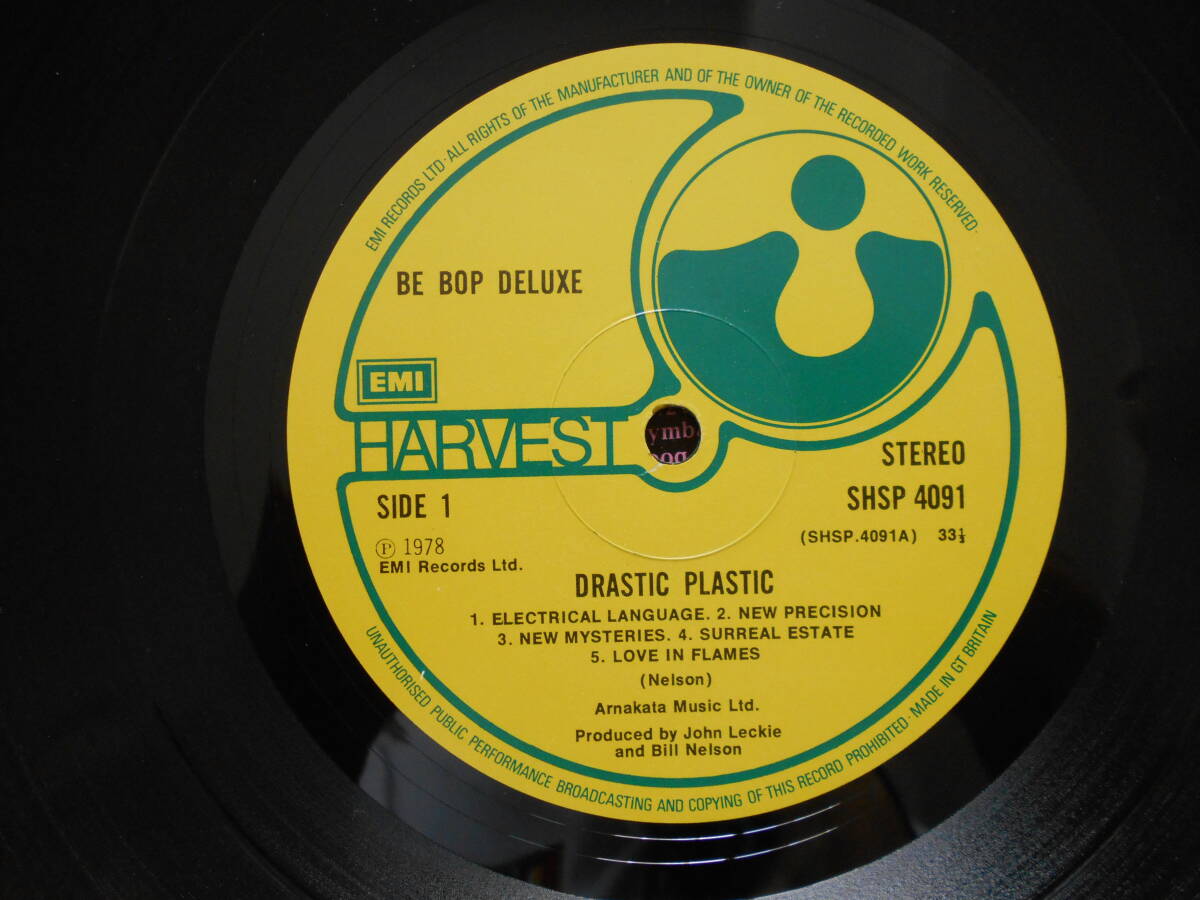 EMI RECORDS LTD · ALL RIGHTS OF THE MANUFACTURER AND OF THE OWNER OF THE RECORDED WORK RESERVED ·
BE BOP DELUXE
EMI
HARVEST
STEREO
SIDE 1
SHSP 4091
(SHSP.4091A) 33⅓
Ⓟ 1978
EMI Records Ltd.
DRASTIC PLASTIC
1. ELECTRICAL LANGUAGE. 2. NEW PRECISION
3. NEW MYSTERIES. 4. SURREAL ESTATE
5. LOVE IN FLAMES
(Nelson)
Arnakata Music Ltd.
Produced by John Leckie
and Bill Nelson
UNAUTHORISED PUBLIC PERFORMANCE BROADCASTING AND COPYING OF THIS RECORD PROHIBITED · MADE IN GT BRITAIN